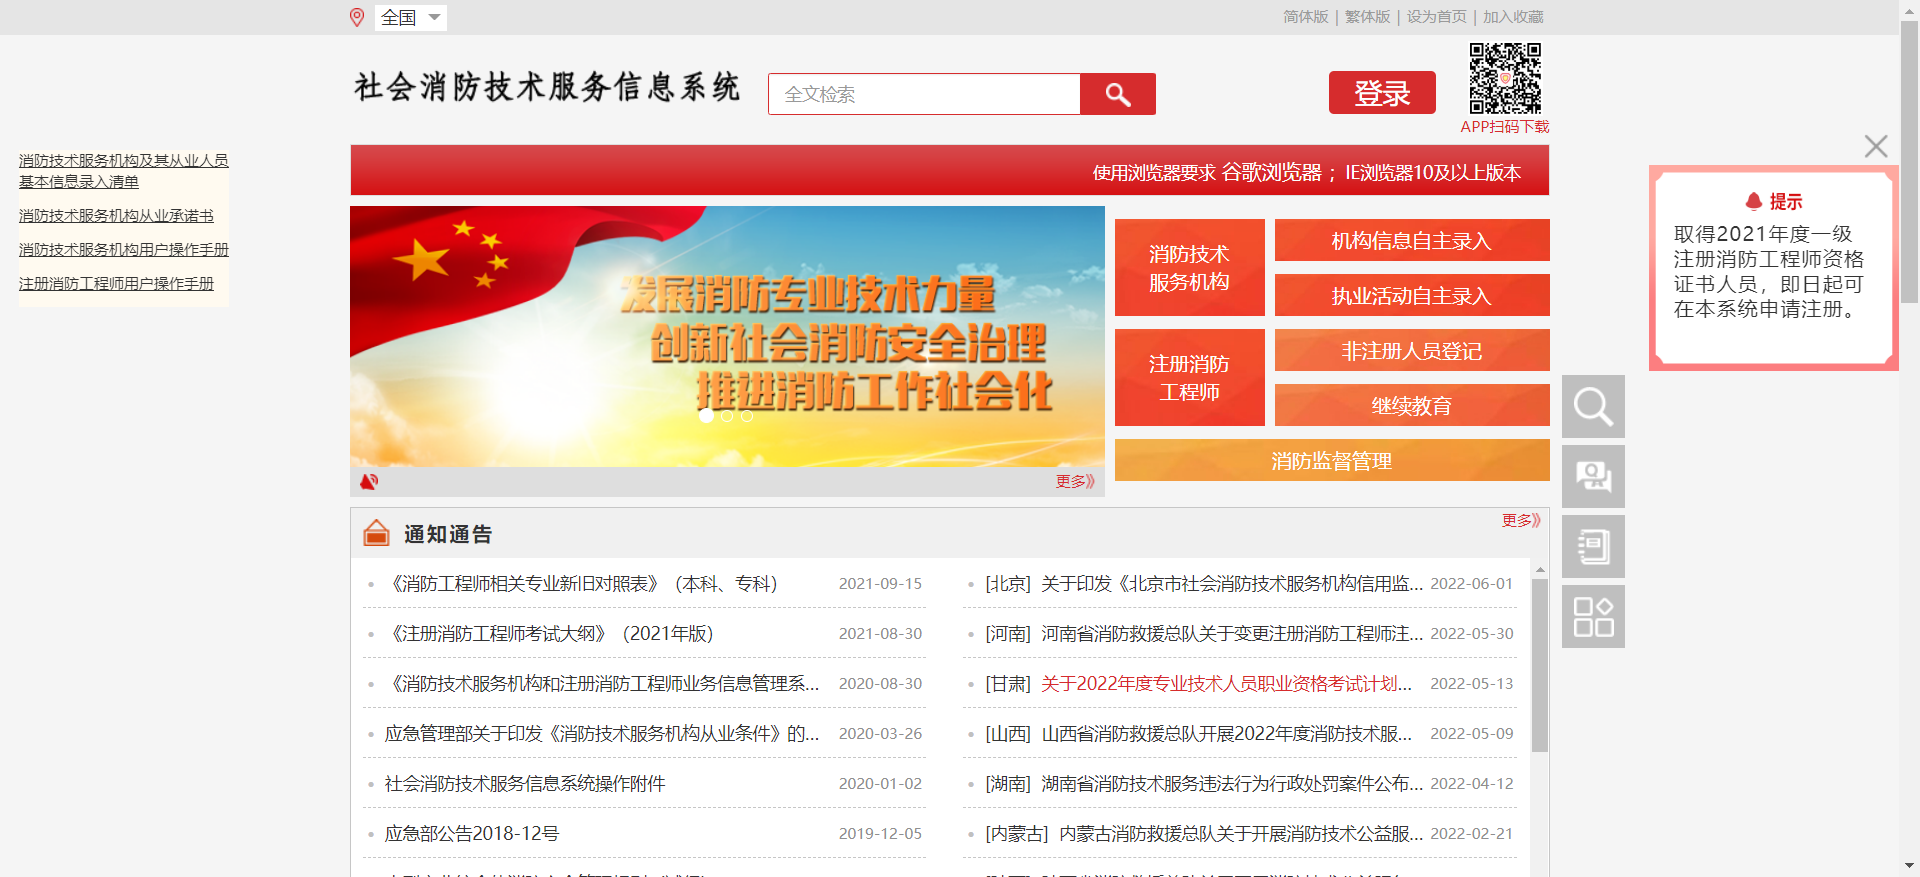 全国
简体版 | 繁体版 | 设为首页 | 加入收藏
社会消防技术服务信息系统
全文检索
登录
APP扫码下载
消防技术服务机构及其从业人员
基本信息录入清单
消防技术服务机构从业承诺书
消防技术服务机构用户操作手册
注册消防工程师用户操作手册
使用浏览器要求 谷歌浏览器 ；IE浏览器10及以上版本
发展消防专业技术力量
创新社会消防安全治理
推进消防工作社会化
更多》
消防技术
服务机构
机构信息自主录入
执业活动自主录入
注册消防
工程师
非注册人员登记
继续教育
消防监督管理
提示
取得2021年度一级
注册消防工程师资格
证书人员，即日起可
在本系统申请注册。
通知通告
更多》
《消防工程师相关专业新旧对照表》（本科、专科） 2021-09-15
《注册消防工程师考试大纲》（2021年版） 2021-08-30
《消防技术服务机构和注册消防工程师业务信息管理系... 2020-08-30
应急管理部关于印发《消防技术服务机构从业条件》的... 2020-03-26
社会消防技术服务信息系统操作附件 2020-01-02
应急部公告2018-12号 2019-12-05
[北京] 关于印发《北京市社会消防技术服务机构信用监... 2022-06-01
[河南] 河南省消防救援总队关于变更注册消防工程师注... 2022-05-30
[甘肃] 关于2022年度专业技术人员职业资格考试计划... 2022-05-13
[山西] 山西省消防救援总队开展2022年度消防技术服... 2022-05-09
[湖南] 湖南省消防技术服务违法行为行政处罚案件公布... 2022-04-12
[内蒙古] 内蒙古消防救援总队关于开展消防技术公益服... 2022-02-21